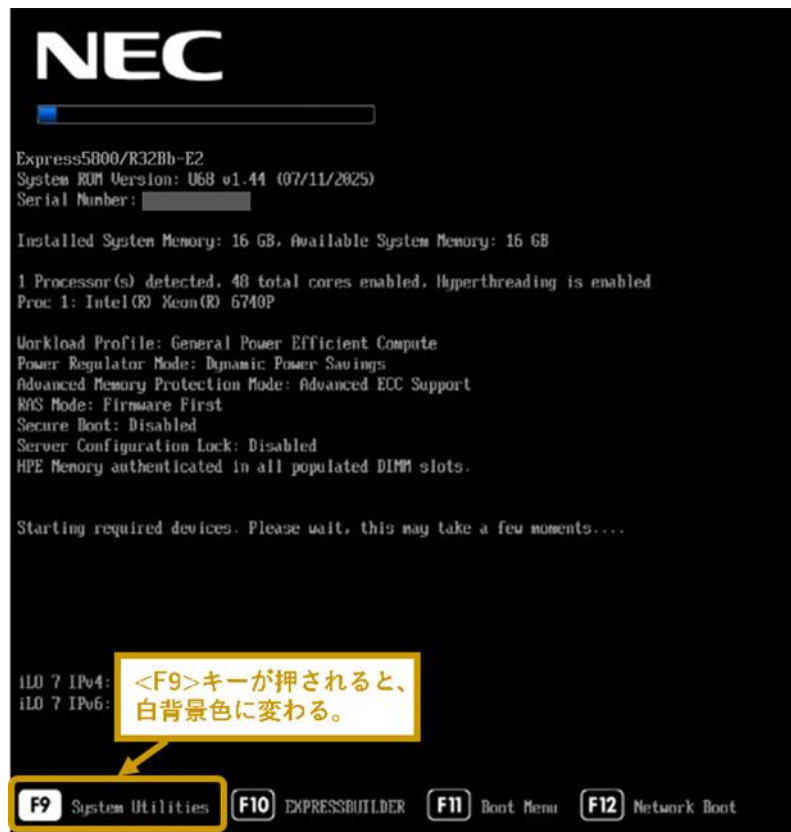 NEC
Express5800/R32Bb-E2
System ROM Version: U68 v1.44 (07/11/2025)
Serial Number:
Installed System Memory: 16 GB, Available System Memory: 16 GB
1 Processor(s) detected, 48 total cores enabled, Hyperthreading is enabled
Proc 1: Intel(R) Xeon(R) 6740P
Workload Profile: General Power Efficient Compute
Power Regulator Mode: Dynamic Power Savings
Advanced Memory Protection Mode: Advanced ECC Support
RAS Mode: Firmware First
Secure Boot: Disabled
Server Configuration Lock: Disabled
HPE Memory authenticated in all populated DIMM slots.
Starting required devices. Please wait, this may take a few moments....
iLO 7 IPv4:
iLO 7 IPv6:
<F9>キーが押されると、
白背景色に変わる。
F9 System Utilities F10 EXPRESSBUILDER F11 Boot Menu F12 Network Boot